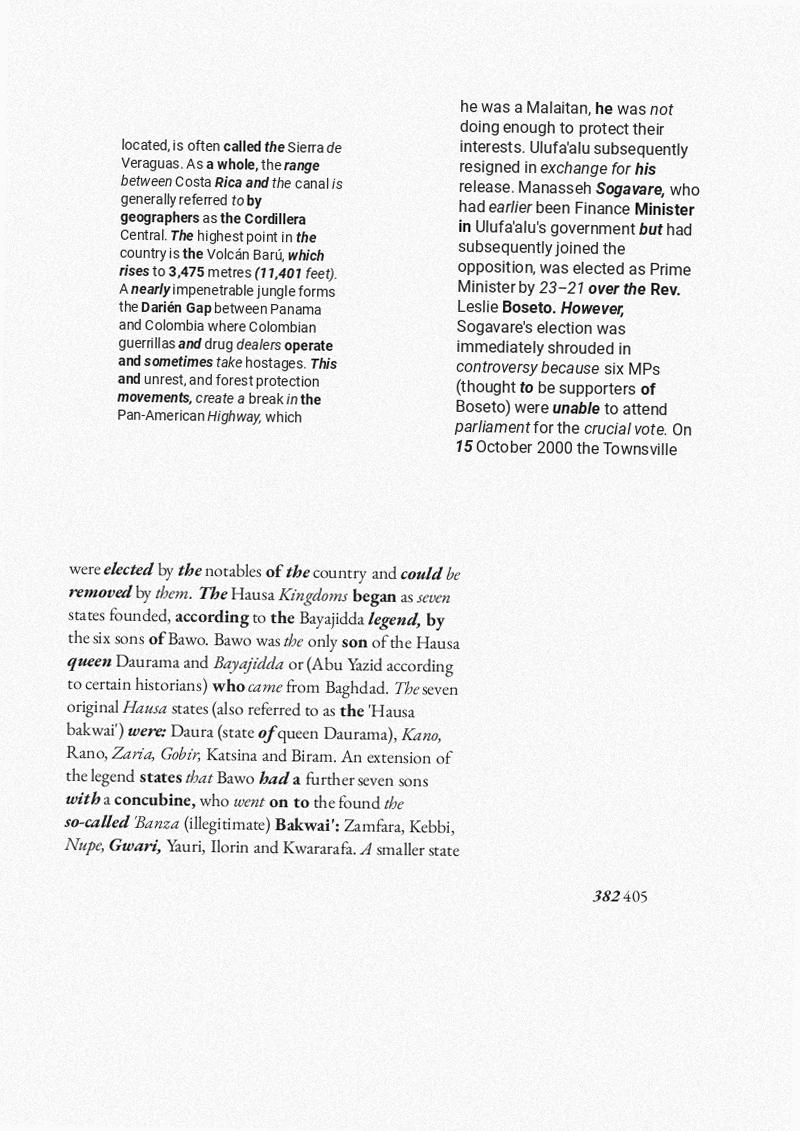 located, is often called the Sierra de
Veraguas. As a whole, the range
between Costa Rica and the canal is
generally referred to by
geographers as the Cordillera
Central. The highest point in the
country is the Volcán Barú, which
rises to 3,475 metres (11,401 feet).
A nearly impenetrable jungle forms
the Darién Gap between Panama
and Colombia where Colombian
guerrillas and drug dealers operate
and sometimes take hostages. This
and unrest, and forest protection
movements, create a break in the
Pan-American Highway, which
he was a Malaitan, he was not
doing enough to protect their
interests. Ulufa'alu subsequently
resigned in exchange for his
release. Manasseh Sogavare, who
had earlier been Finance Minister
in Ulufa'alu's government but had
subsequently joined the
opposition, was elected as Prime
Minister by 23–21 over the Rev.
Leslie Boseto. However,
Sogavare's election was
immediately shrouded in
controversy because six MPs
(thought to be supporters of
Boseto) were unable to attend
parliament for the crucial vote. On
15 October 2000 the Townsville
were elected by the notables of the country and could be
removed by them. The Hausa Kingdoms began as seven
states founded, according to the Bayajidda legend, by
the six sons of Bawo. Bawo was the only son of the Hausa
queen Daurama and Bayajidda or (Abu Yazid according
to certain historians) who came from Baghdad. The seven
original Hausa states (also referred to as the 'Hausa
bakwai') were: Daura (state of queen Daurama), Kano,
Rano, Zaria, Gobir, Katsina and Biram. An extension of
the legend states that Bawo had a further seven sons
with a concubine, who went on to the found the
so-called 'Banza (illegitimate) Bakwai': Zamfara, Kebbi,
Nupe, Gwari, Yauri, Ilorin and Kwararafa. A smaller state
382 405